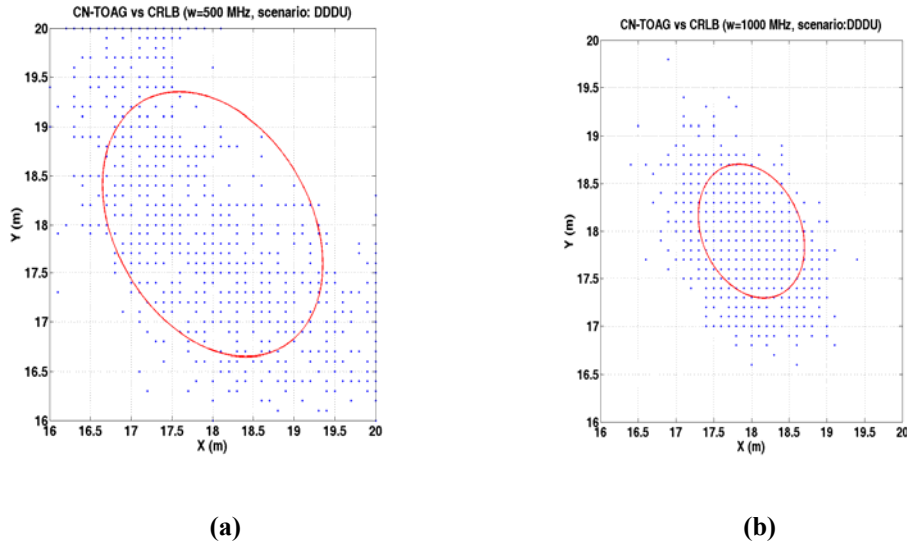 CN-TOAG vs CRLB (w=500 MHz, scenario: DDDU)
20
19.5
19
18.5
18
17.5
17
16.5
16
Y (m)
16 16.5 17 17.5 18 18.5 19 19.5 20
X (m)
(a)
CN-TOAG vs CRLB (w=1000 MHz, scenario:DDDU)
20
19.5
19
18.5
18
17.5
17
16.5
16
Y (m)
16 16.5 17 17.5 18 18.5 19 19.5 20
X (m)
(b)